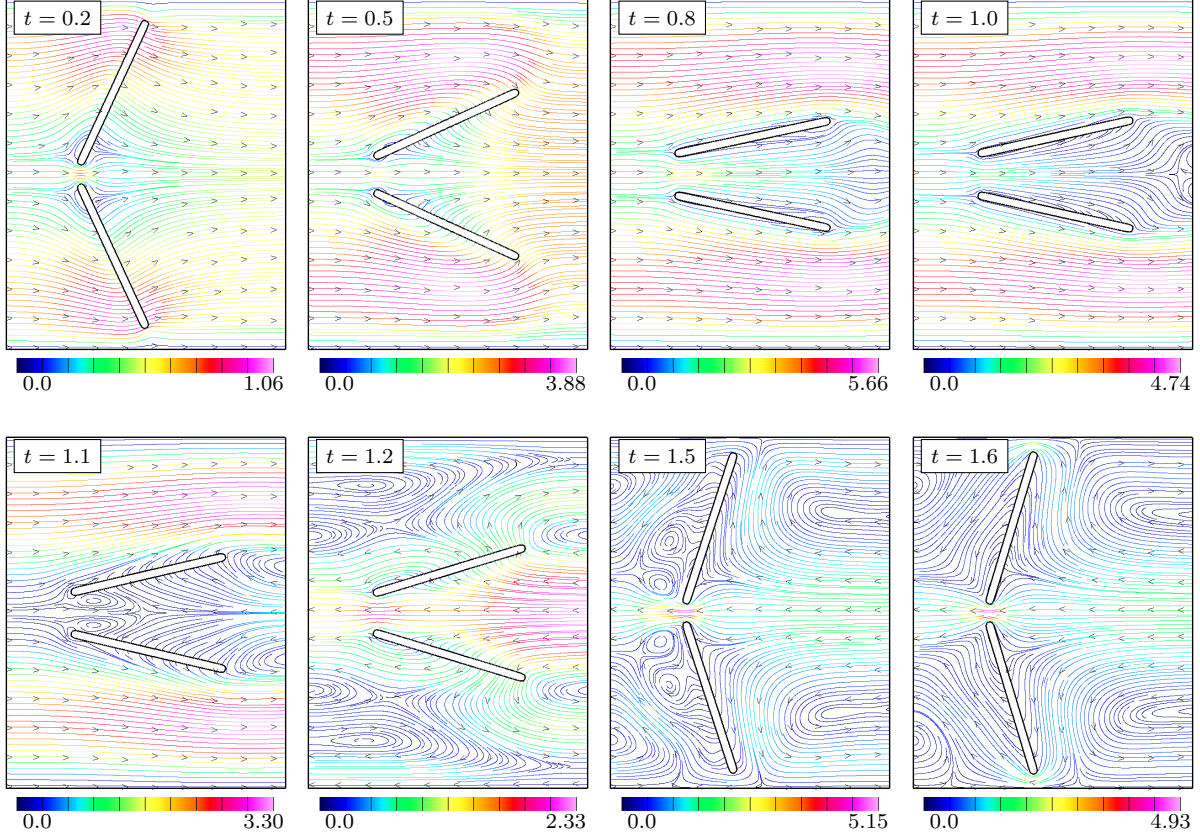 t = 0.2
t = 0.5
t = 0.8
t = 1.0
0.0 1.06
0.0 3.88
0.0 5.66
0.0 4.74
t = 1.1
t = 1.2
t = 1.5
t = 1.6
0.0 3.30
0.0 2.33
0.0 5.15
0.0 4.93